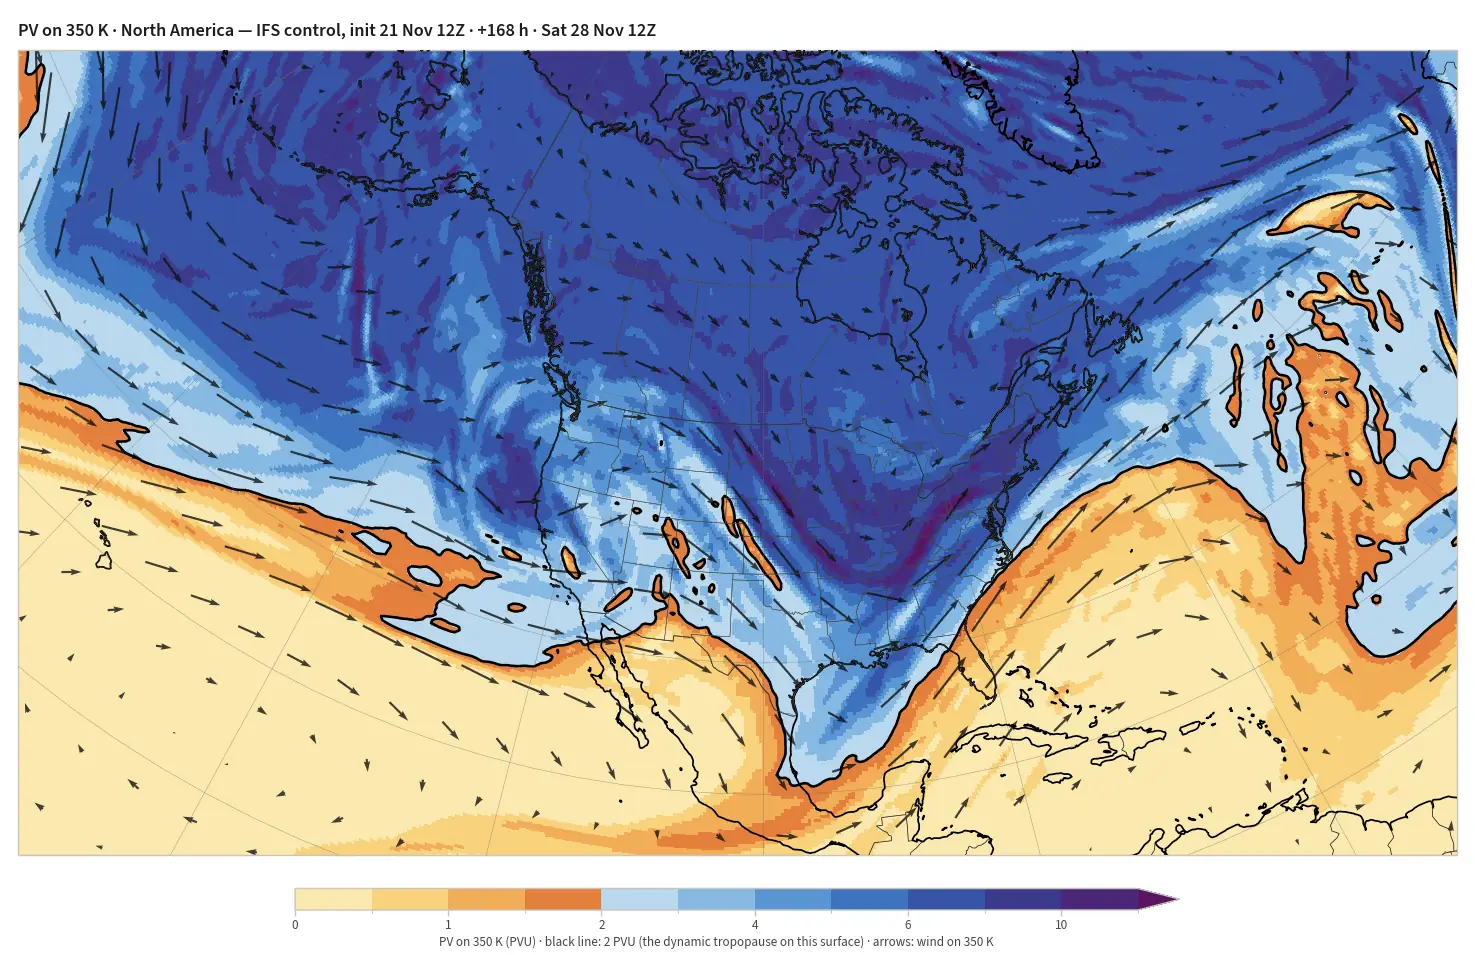 PV on 350 K · North America — IFS control, init 21 Nov 12Z · +168 h · Sat 28 Nov 12Z
0 1 2 4 6 10
PV on 350 K (PVU) · black line: 2 PVU (the dynamic tropopause on this surface) · arrows: wind on 350 K